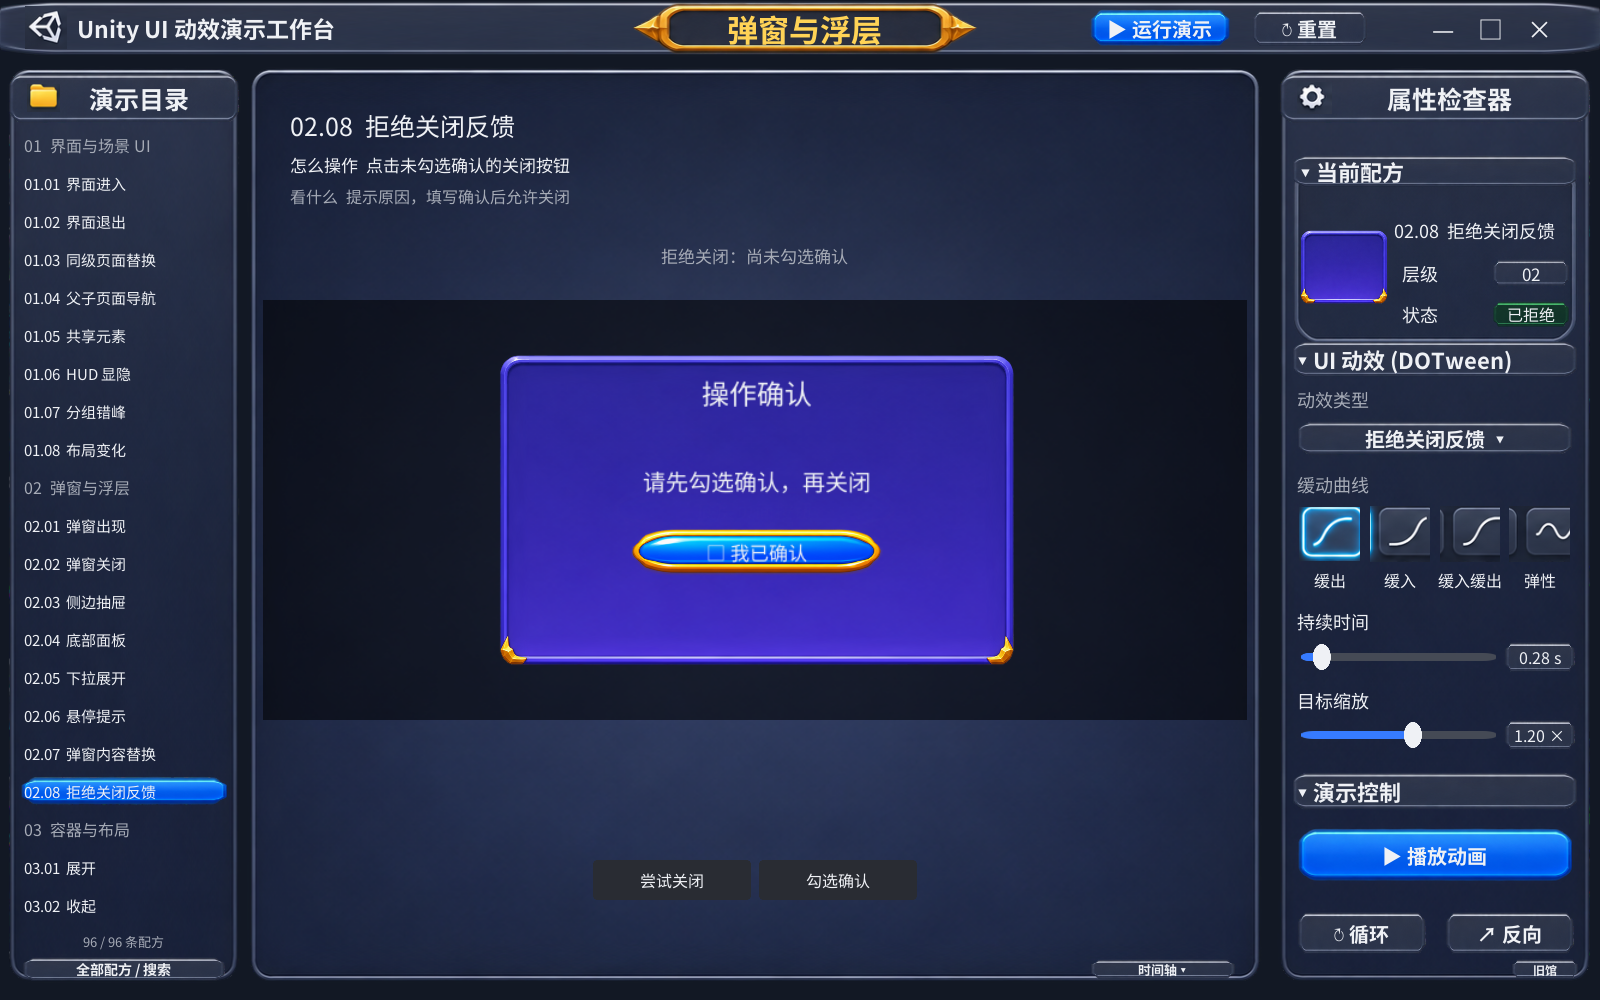 Unity UI 动效演示工作台
弹窗与浮层
▶ 运行演示
↻ 重置
演示目录
01 界面与场景 UI
01.01 界面进入
01.02 界面退出
01.03 同级页面替换
01.04 父子页面导航
01.05 共享元素
01.06 HUD 显隐
01.07 分组错峰
01.08 布局变化
02 弹窗与浮层
02.01 弹窗出现
02.02 弹窗关闭
02.03 侧边抽屉
02.04 底部面板
02.05 下拉展开
02.06 悬停提示
02.07 弹窗内容替换
02.08 拒绝关闭反馈
03 容器与布局
03.01 展开
03.02 收起
96 / 96 条配方
全部配方 / 搜索
02.08 拒绝关闭反馈
怎么操作 点击未勾选确认的关闭按钮
看什么 提示原因，填写确认后允许关闭
拒绝关闭：尚未勾选确认
操作确认
请先勾选确认，再关闭
☐ 我已确认
尝试关闭
勾选确认
时间轴 ▾
属性检查器
▾ 当前配方
02.08 拒绝关闭反馈
层级 02
状态 已拒绝
▾ UI 动效 (DOTween)
动效类型
拒绝关闭反馈 ▾
缓动曲线
缓出 缓入 缓入缓出 弹性
持续时间
0.28 s
目标缩放
1.20 ×
▾ 演示控制
▶ 播放动画
↻ 循环
↗ 反向
旧馆